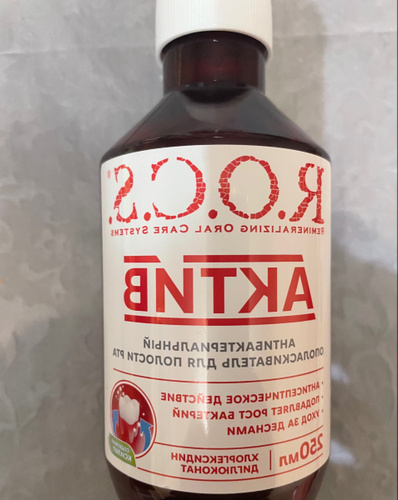 R.O.C.S.®
REMINERALIZING ORAL CARE SYSTEMS
АКТИВ
АНТИБАКТЕРИАЛЬНЫЙ
ОПОЛАСКИВАТЕЛЬ ДЛЯ ПОЛОСТИ РТА
• АНТИСЕПТИЧЕСКОЕ ДЕЙСТВИЕ
• ПОДАВЛЯЕТ РОСТ БАКТЕРИЙ
• УХОД ЗА ДЕСНАМИ
250 МЛ
ХЛОРГЕКСИДИН
ДИГЛЮКОНАТ